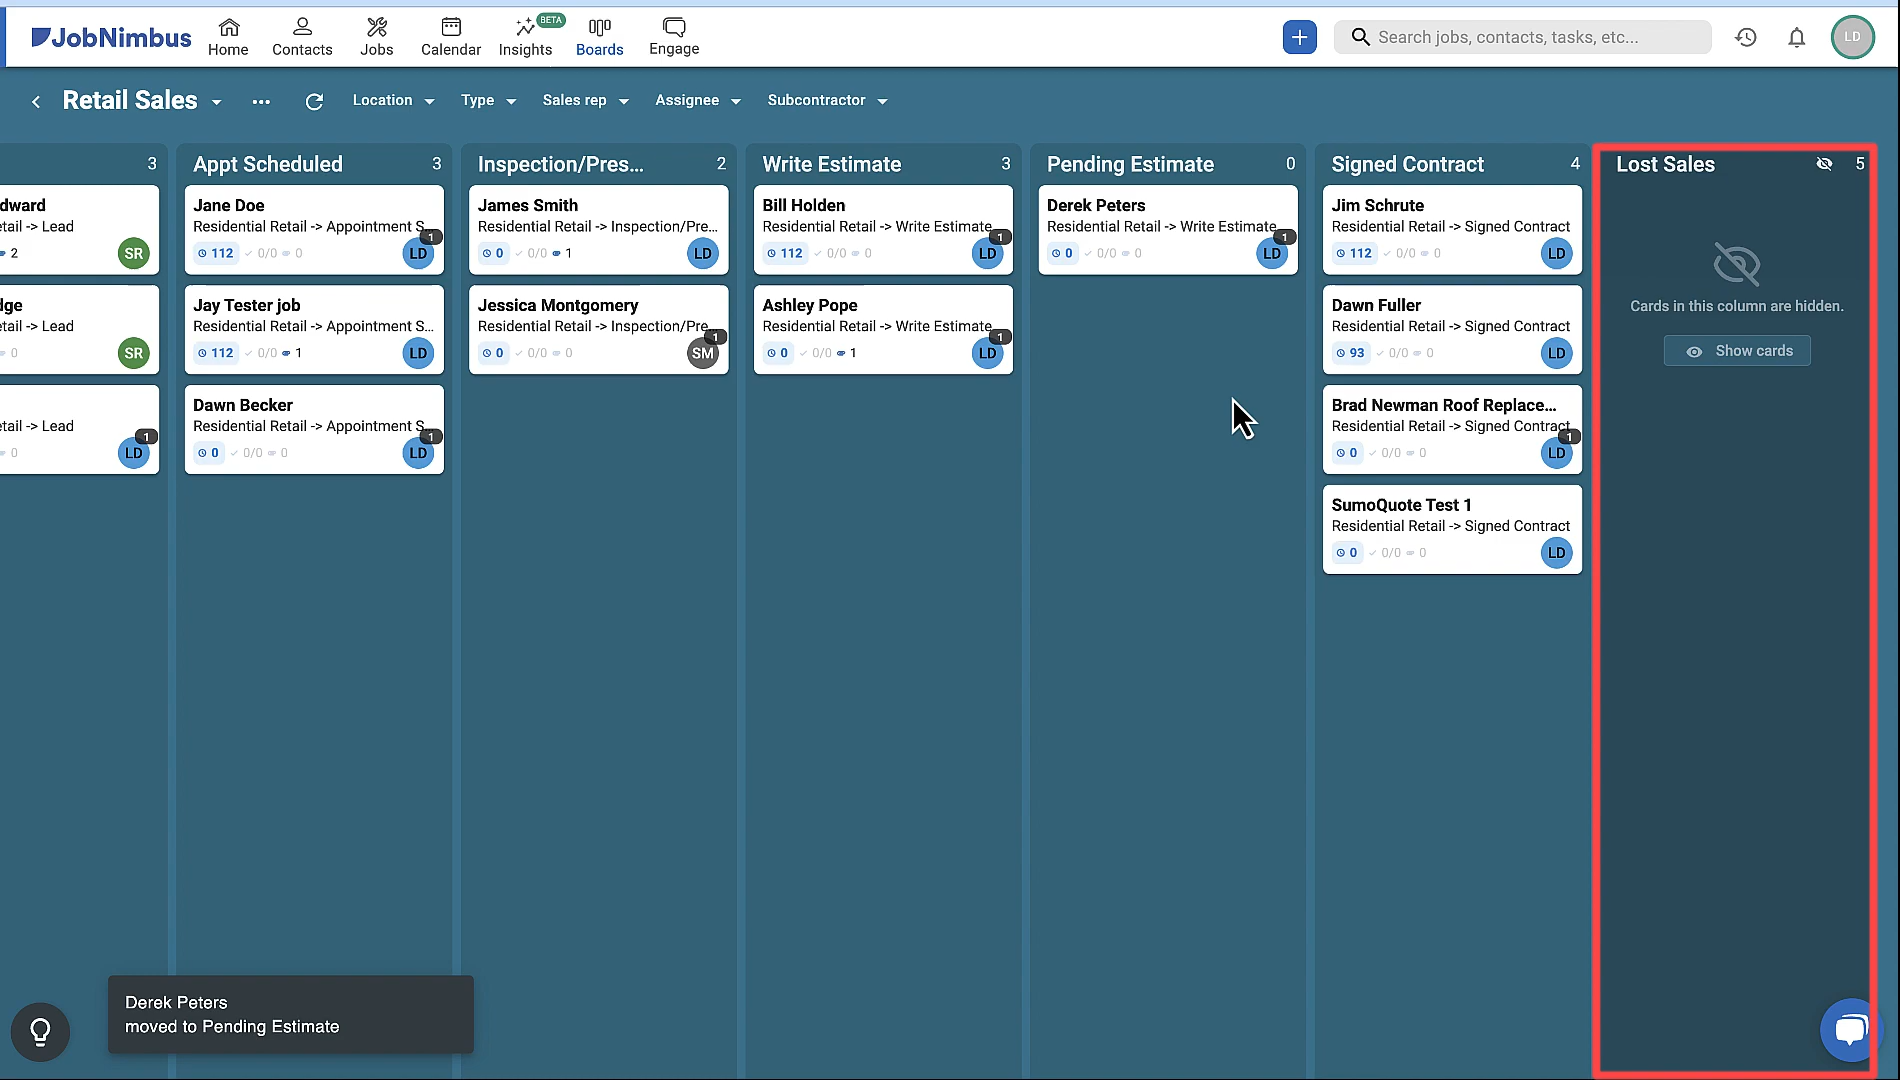 JobNimbus
Home
Contacts
Jobs
Calendar
BETA
Insights
Boards
Engage
Search jobs, contacts, tasks, etc...
LD
Retail Sales
Location
Type
Sales rep
Assignee
Subcontractor
3
dward
etail -> Lead
2
SR
dge
etail -> Lead
0
SR
etail -> Lead
0
1
LD
Appt Scheduled 3
Jane Doe
Residential Retail -> Appointment S...
112 0/0 0
1
LD
Jay Tester job
Residential Retail -> Appointment S...
112 0/0 1
LD
Dawn Becker
Residential Retail -> Appointment S...
0 0/0 0
1
LD
Inspection/Pres... 2
James Smith
Residential Retail -> Inspection/Pre...
0 0/0 1
LD
Jessica Montgomery
Residential Retail -> Inspection/Pre...
0 0/0 0
1
SM
Write Estimate 3
Bill Holden
Residential Retail -> Write Estimate
112 0/0 0
1
LD
Ashley Pope
Residential Retail -> Write Estimate
0 0/0 1
1
LD
Pending Estimate 0
Derek Peters
Residential Retail -> Write Estimate
0 0/0 0
1
LD
Signed Contract 4
Jim Schrute
Residential Retail -> Signed Contract
112 0/0 0
LD
Dawn Fuller
Residential Retail -> Signed Contract
93 0/0 0
LD
Brad Newman Roof Replace...
Residential Retail -> Signed Contract
0 0/0 0
1
LD
SumoQuote Test 1
Residential Retail -> Signed Contract
0 0/0 0
LD
Lost Sales 5
Cards in this column are hidden.
Show cards
Derek Peters
moved to Pending Estimate